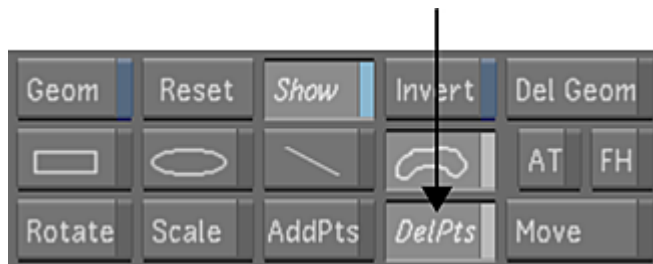 Geom Reset Show Invert Del Geom
AT FH
Rotate Scale AddPts DelPts Move